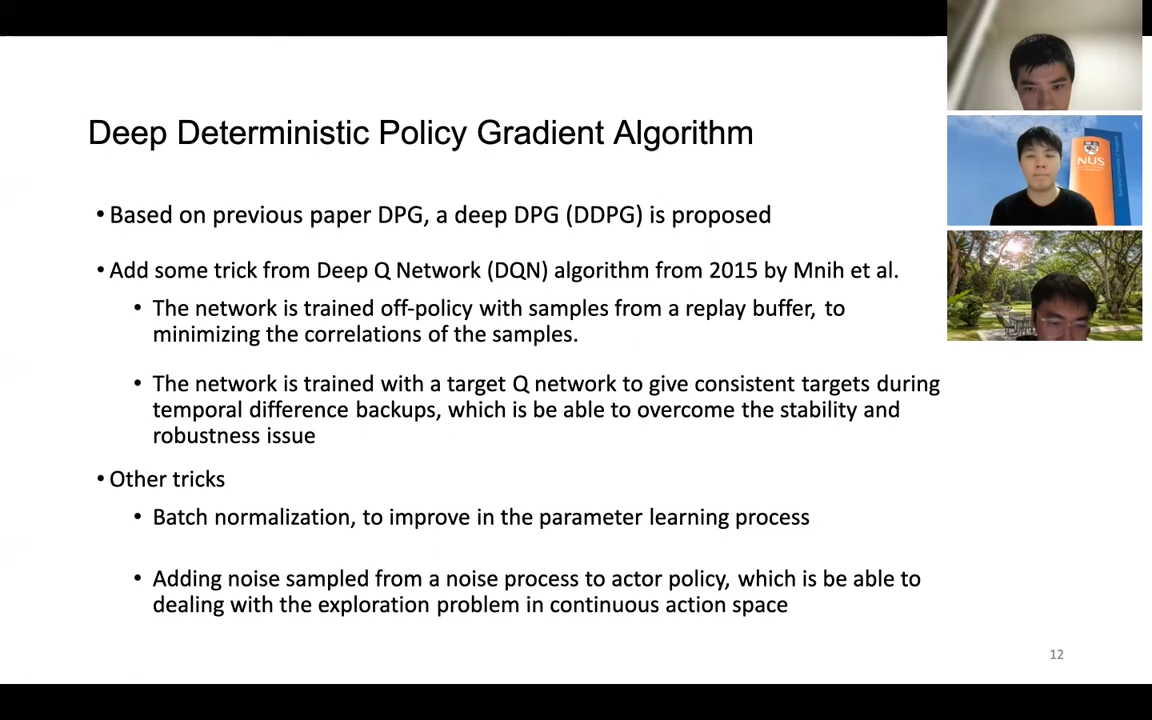 Deep Deterministic Policy Gradient Algorithm
• Based on previous paper DPG, a deep DPG (DDPG) is proposed
• Add some trick from Deep Q Network (DQN) algorithm from 2015 by Mnih et al.
• The network is trained off-policy with samples from a replay buffer, to
minimizing the correlations of the samples.
• The network is trained with a target Q network to give consistent targets during
temporal difference backups, which is be able to overcome the stability and
robustness issue
• Other tricks
• Batch normalization, to improve in the parameter learning process
• Adding noise sampled from a noise process to actor policy, which is be able to
dealing with the exploration problem in continuous action space
12
NUS